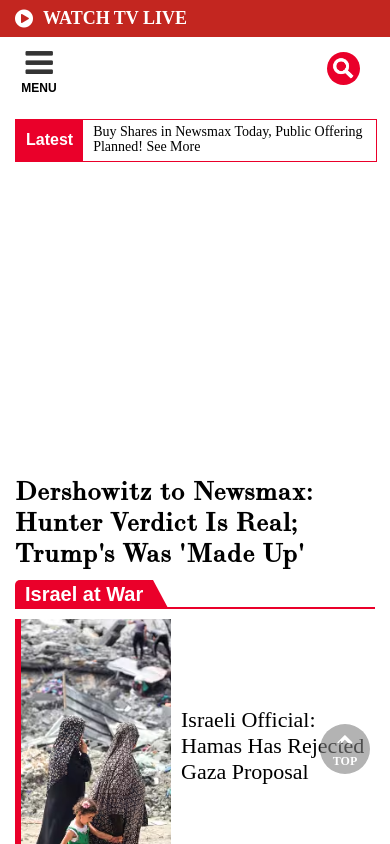 WATCH TV LIVE
MENU
Latest
Buy Shares in Newsmax Today, Public Offering
Planned! See More
Dershowitz to Newsmax:
Hunter Verdict Is Real;
Trump's Was 'Made Up'
Israel at War
Israeli Official:
Hamas Has Rejected
Gaza Proposal
TOP